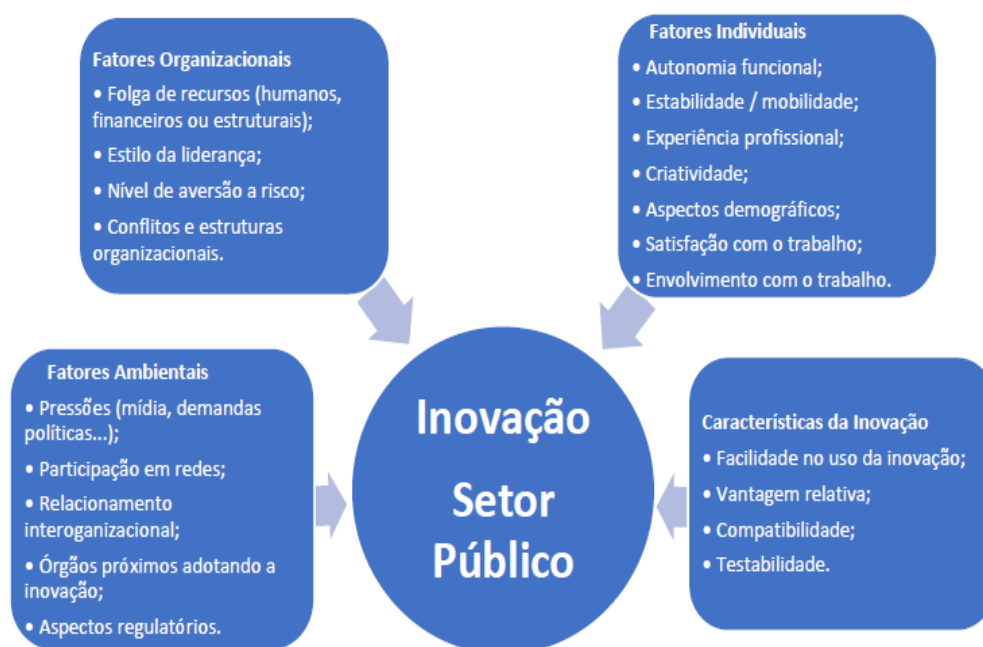 Fatores Organizacionais
• Folga de recursos (humanos,
financeiros ou estruturais);
• Estilo da liderança;
• Nível de aversão a risco;
• Conflitos e estruturas
organizacionais.
Fatores Individuais
• Autonomia funcional;
• Estabilidade / mobilidade;
• Experiência profissional;
• Criatividade;
• Aspectos demográficos;
• Satisfação com o trabalho;
• Envolvimento com o trabalho.
Fatores Ambientais
• Pressões (mídia, demandas
políticas...);
• Participação em redes;
• Relacionamento
interoganizacional;
• Órgãos próximos adotando a
inovação;
• Aspectos regulatórios.
Inovação
Setor
Público
Características da Inovação
• Facilidade no uso da inovação;
• Vantagem relativa;
• Compatibilidade;
• Testabilidade.